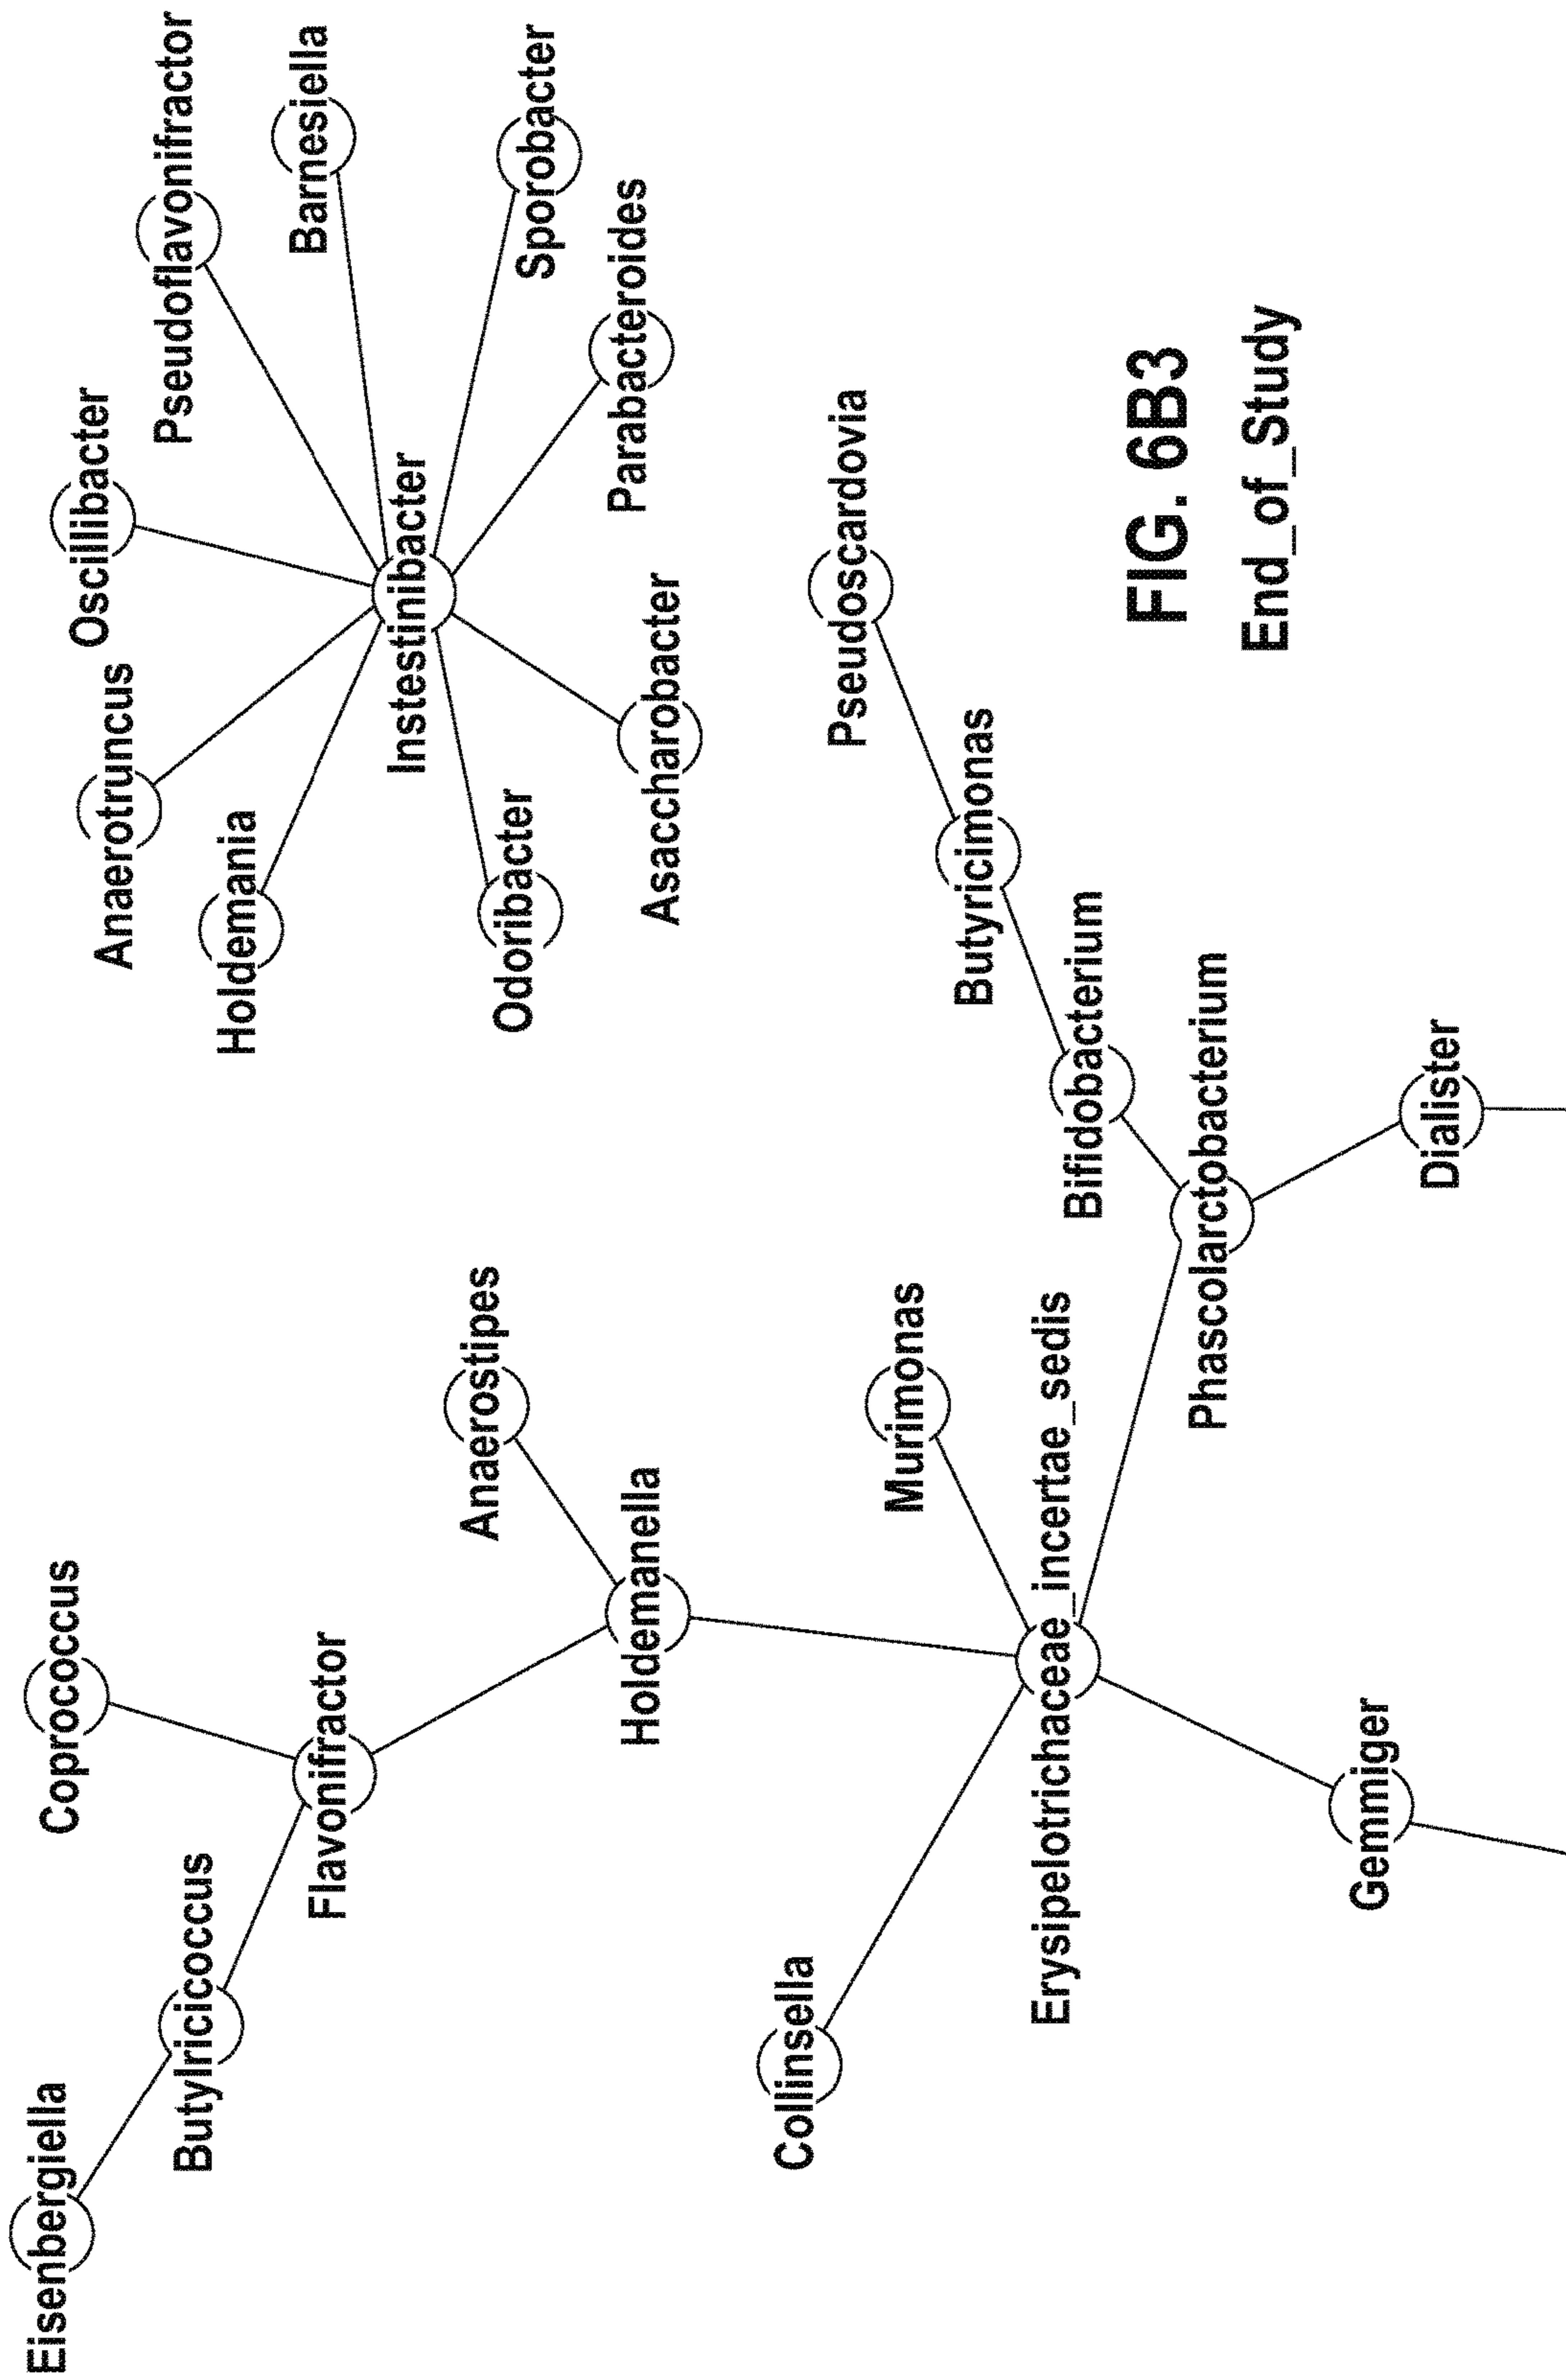 Eisenbergiella
Coprococcus
Butylricicoccus
Flavonifractor
Anaerostipes
Holdemanella
Collinsella
Murimonas
Erysipelotrichaceae_incertae_sedis
Gemmiger
Oscillibacter
Anaerotruncus
Pseudoflavonifractor
Holdemania
Barnesiella
Instestinibacter
Odoribacter
Sporobacter
Asaccharobacter
Parabacteroides
Pseudoscardovia
Butyricimonas
Bifidobacterium
Phascolarctobacterium
Dialister
FIG. 6B3
End_of_Study